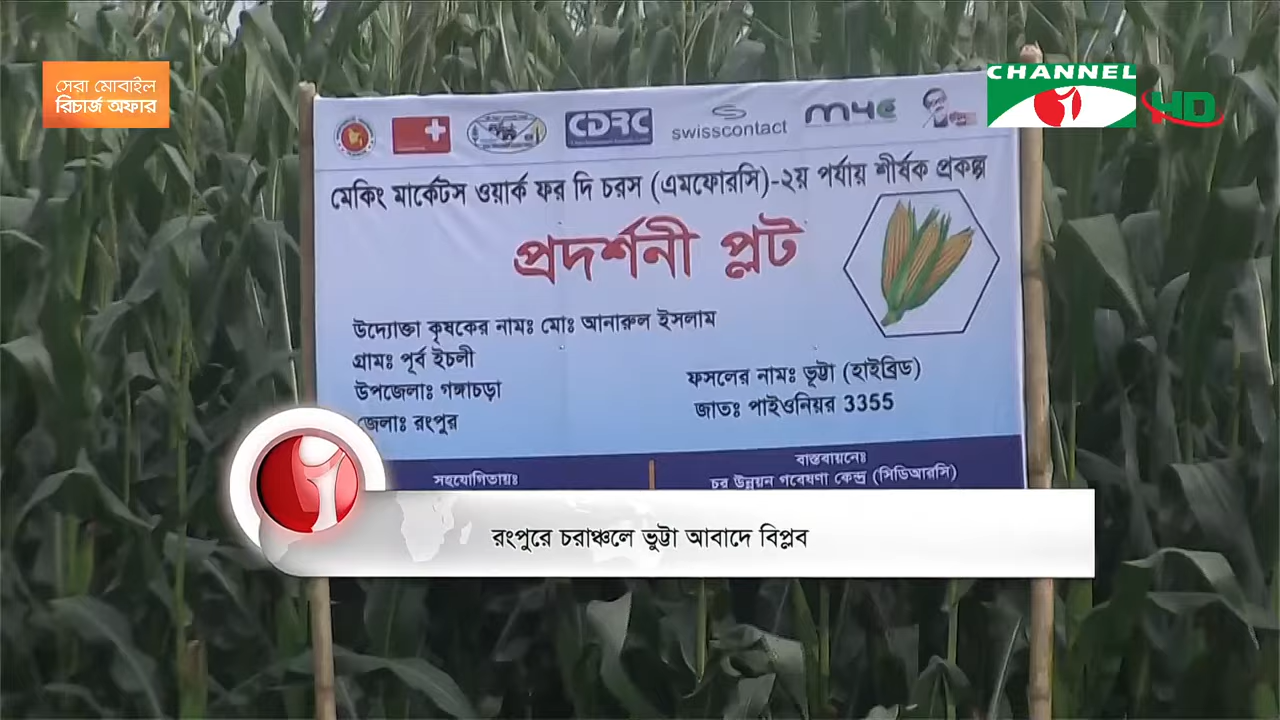 সেরা মোবাইল
রিচার্জ অফার
CHANNEL
HD
CDRC
swisscontact
m4c
মেকিং মার্কেটস ওয়ার্ক ফর দি চরস (এমফোরসি)-২য় পর্যায় শীর্ষক প্রকল্প
প্রদর্শনী প্লট
উদ্যোক্তা কৃষকের নামঃ মোঃ আনারুল ইসলাম
গ্রামঃ পূর্ব ইচলী
উপজেলাঃ গঙ্গাচড়া
জেলাঃ রংপুর
ফসলের নামঃ ভূট্টা (হাইব্রিড)
জাতঃ পাইওনিয়র 3355
সহযোগিতায়ঃ
বাস্তবায়নেঃ
চর উন্নয়ন গবেষণা কেন্দ্র (সিডিআরসি)
রংপুরে চরাঞ্চলে ভুট্টা আবাদে বিপ্লব